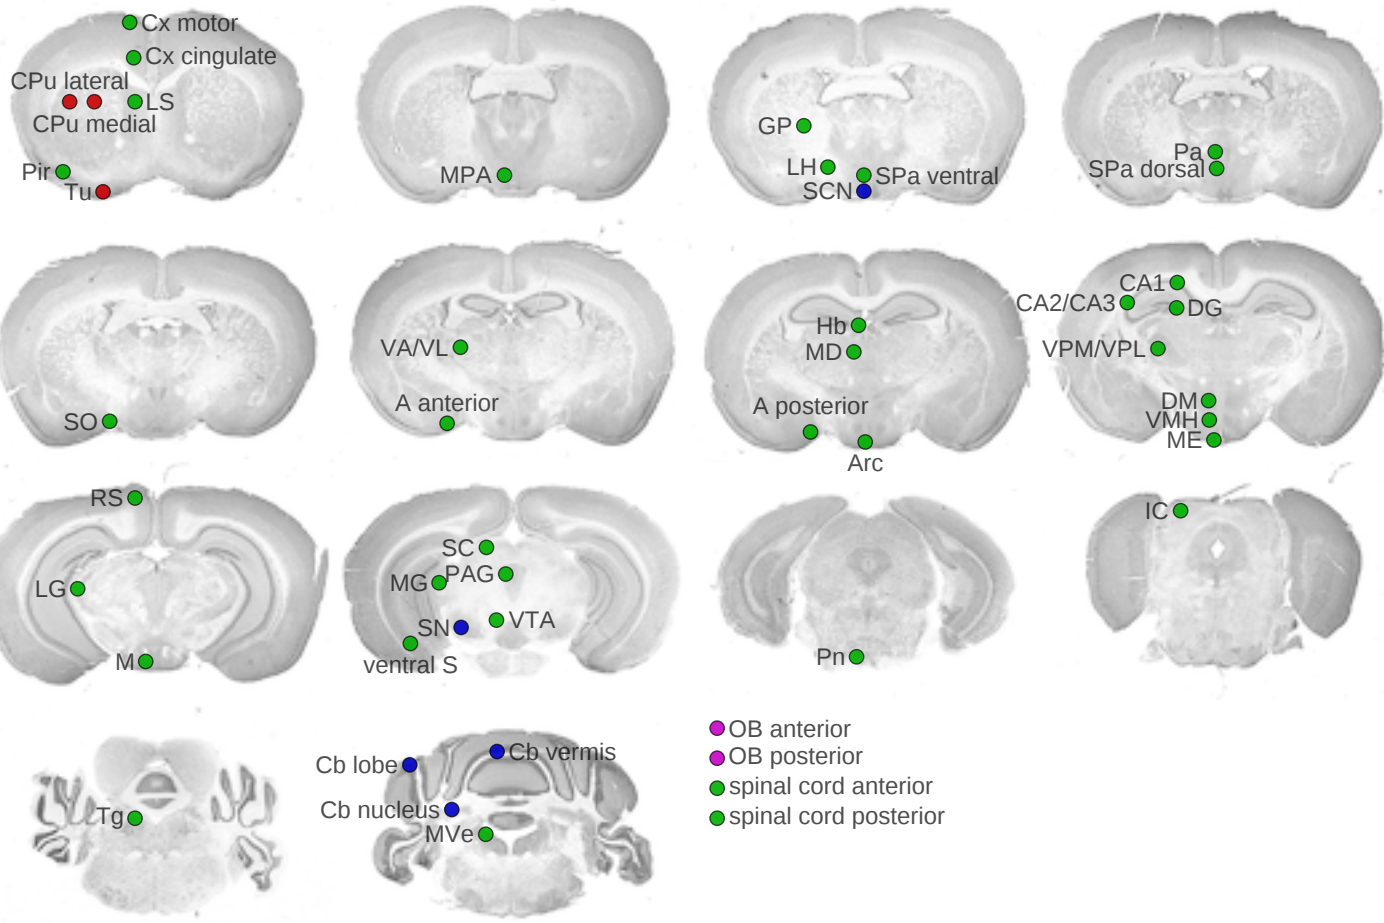 Cx motor
Cx cingulate
CPu lateral
LS
CPu medial
Pir
Tu
MPA
GP
LH
SPa ventral
SCN
Pa
SPa dorsal
SO
VA/VL
A anterior
Hb
MD
A posterior
Arc
CA1
CA2/CA3
DG
VPM/VPL
DM
VMH
ME
RS
LG
M
SC
MG
PAG
SN
VTA
ventral S
Pn
IC
Tg
Cb lobe
Cb vermis
Cb nucleus
MVe
OB anterior
OB posterior
spinal cord anterior
spinal cord posterior